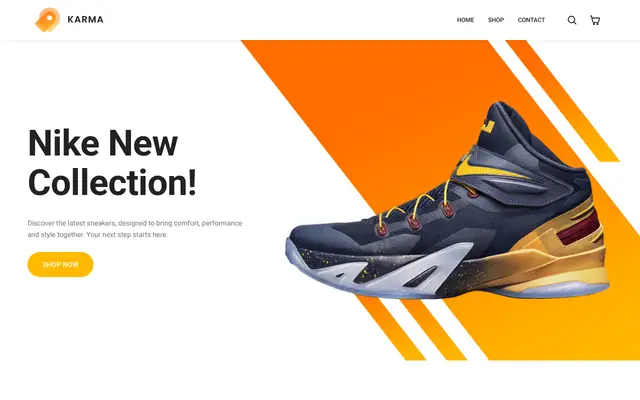 KARMA
HOME SHOP CONTACT
Nike New
Collection!
Discover the latest sneakers, designed to bring comfort, performance
and style together. Your next step starts here.
SHOP NOW